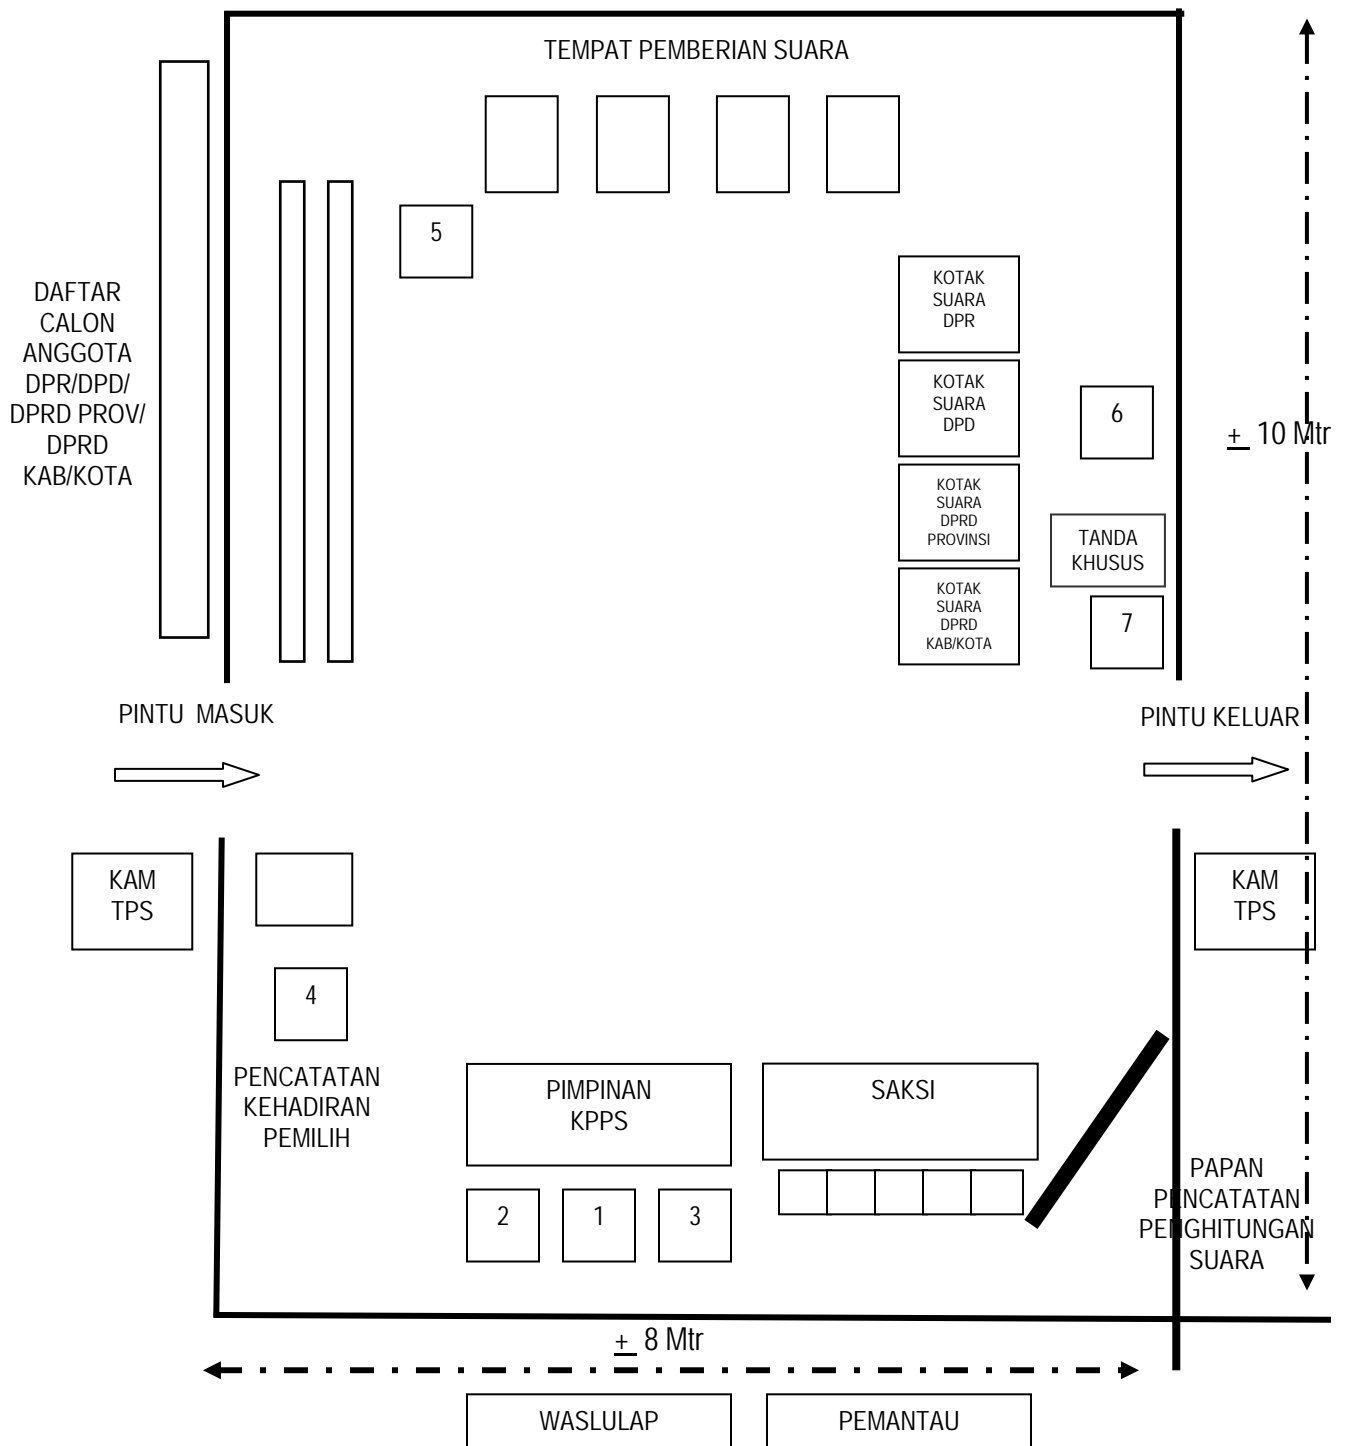 TEMPAT PEMBERIAN SUARA
5
DAFTAR
CALON
ANGGOTA
DPR/DPD/
DPRD PROV/
DPRD
KAB/KOTA
KOTAK
SUARA
DPR
KOTAK
SUARA
DPD
KOTAK
SUARA
DPRD
PROVINSI
KOTAK
SUARA
DPRD
KAB/KOTA
6
± 10 Mtr
TANDA
KHUSUS
7
PINTU MASUK
PINTU KELUAR
KAM
TPS
KAM
TPS
4
PENCATATAN
KEHADIRAN
PEMILIH
PIMPINAN
KPPS
SAKSI
2
1
3
PAPAN
PENCATATAN
PENGHITUNGAN
SUARA
± 8 Mtr
WASLULAP
PEMANTAU